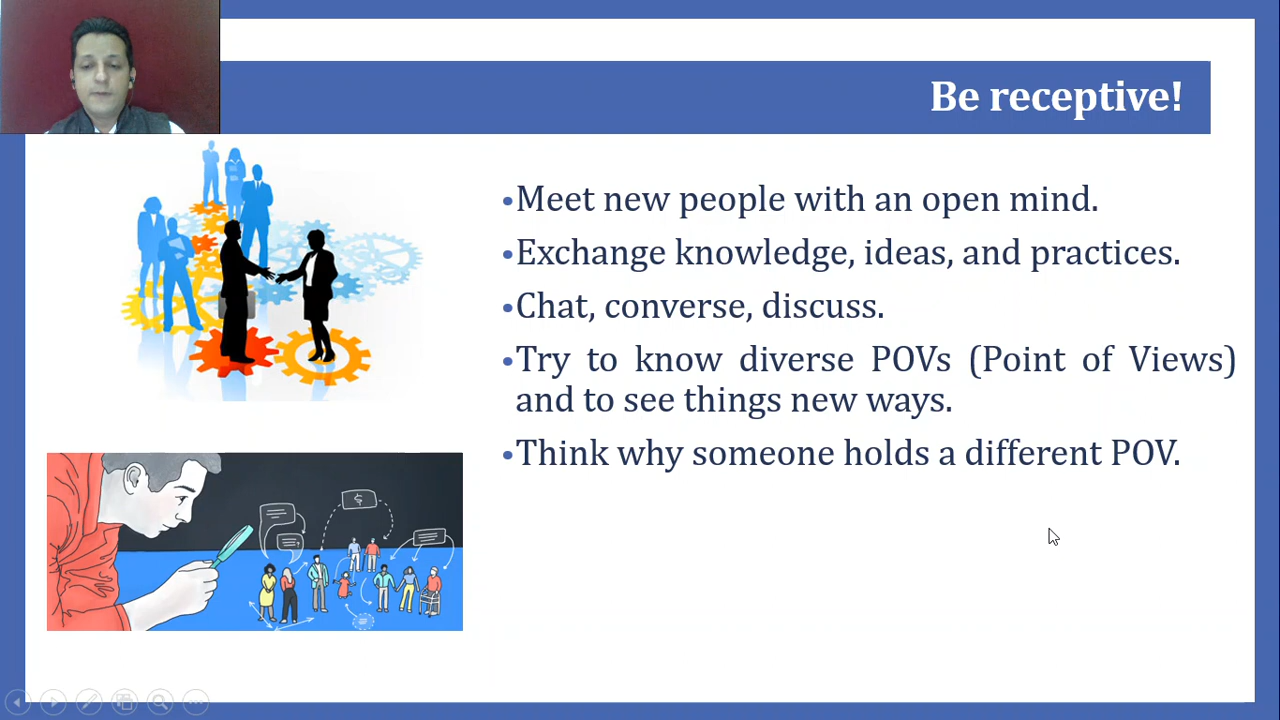 Be receptive!
•Meet new people with an open mind.
•Exchange knowledge, ideas, and practices.
•Chat, converse, discuss.
•Try to know diverse POVs (Point of Views)
and to see things new ways.
•Think why someone holds a different POV.